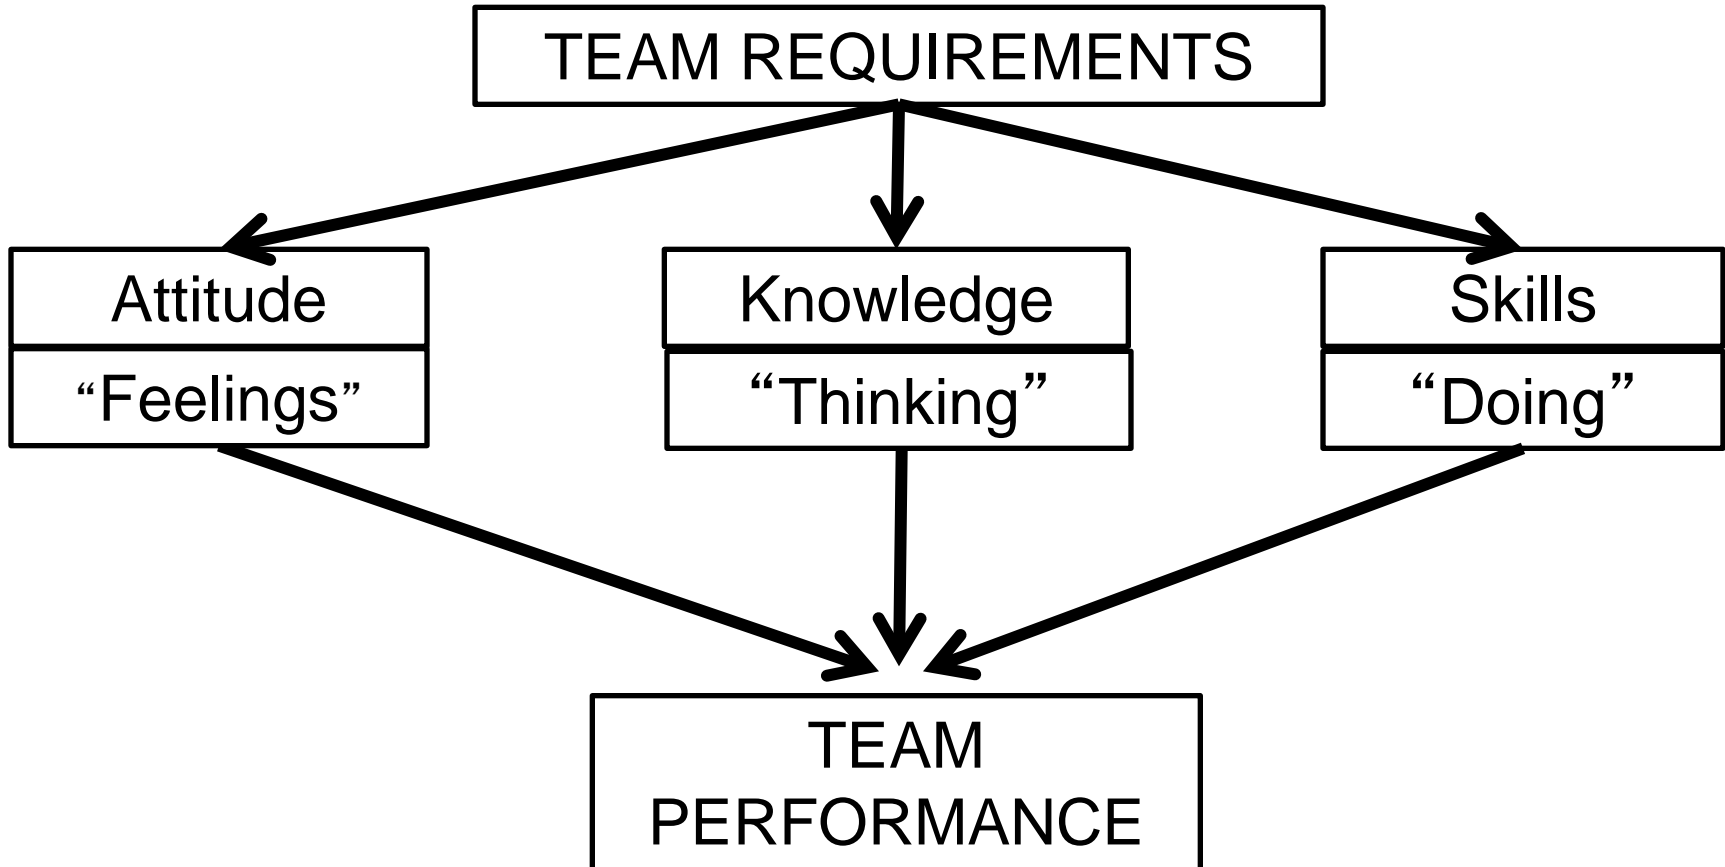 TEAM REQUIREMENTS
Attitude
“Feelings”
Knowledge
“Thinking”
Skills
“Doing”
TEAM
PERFORMANCE